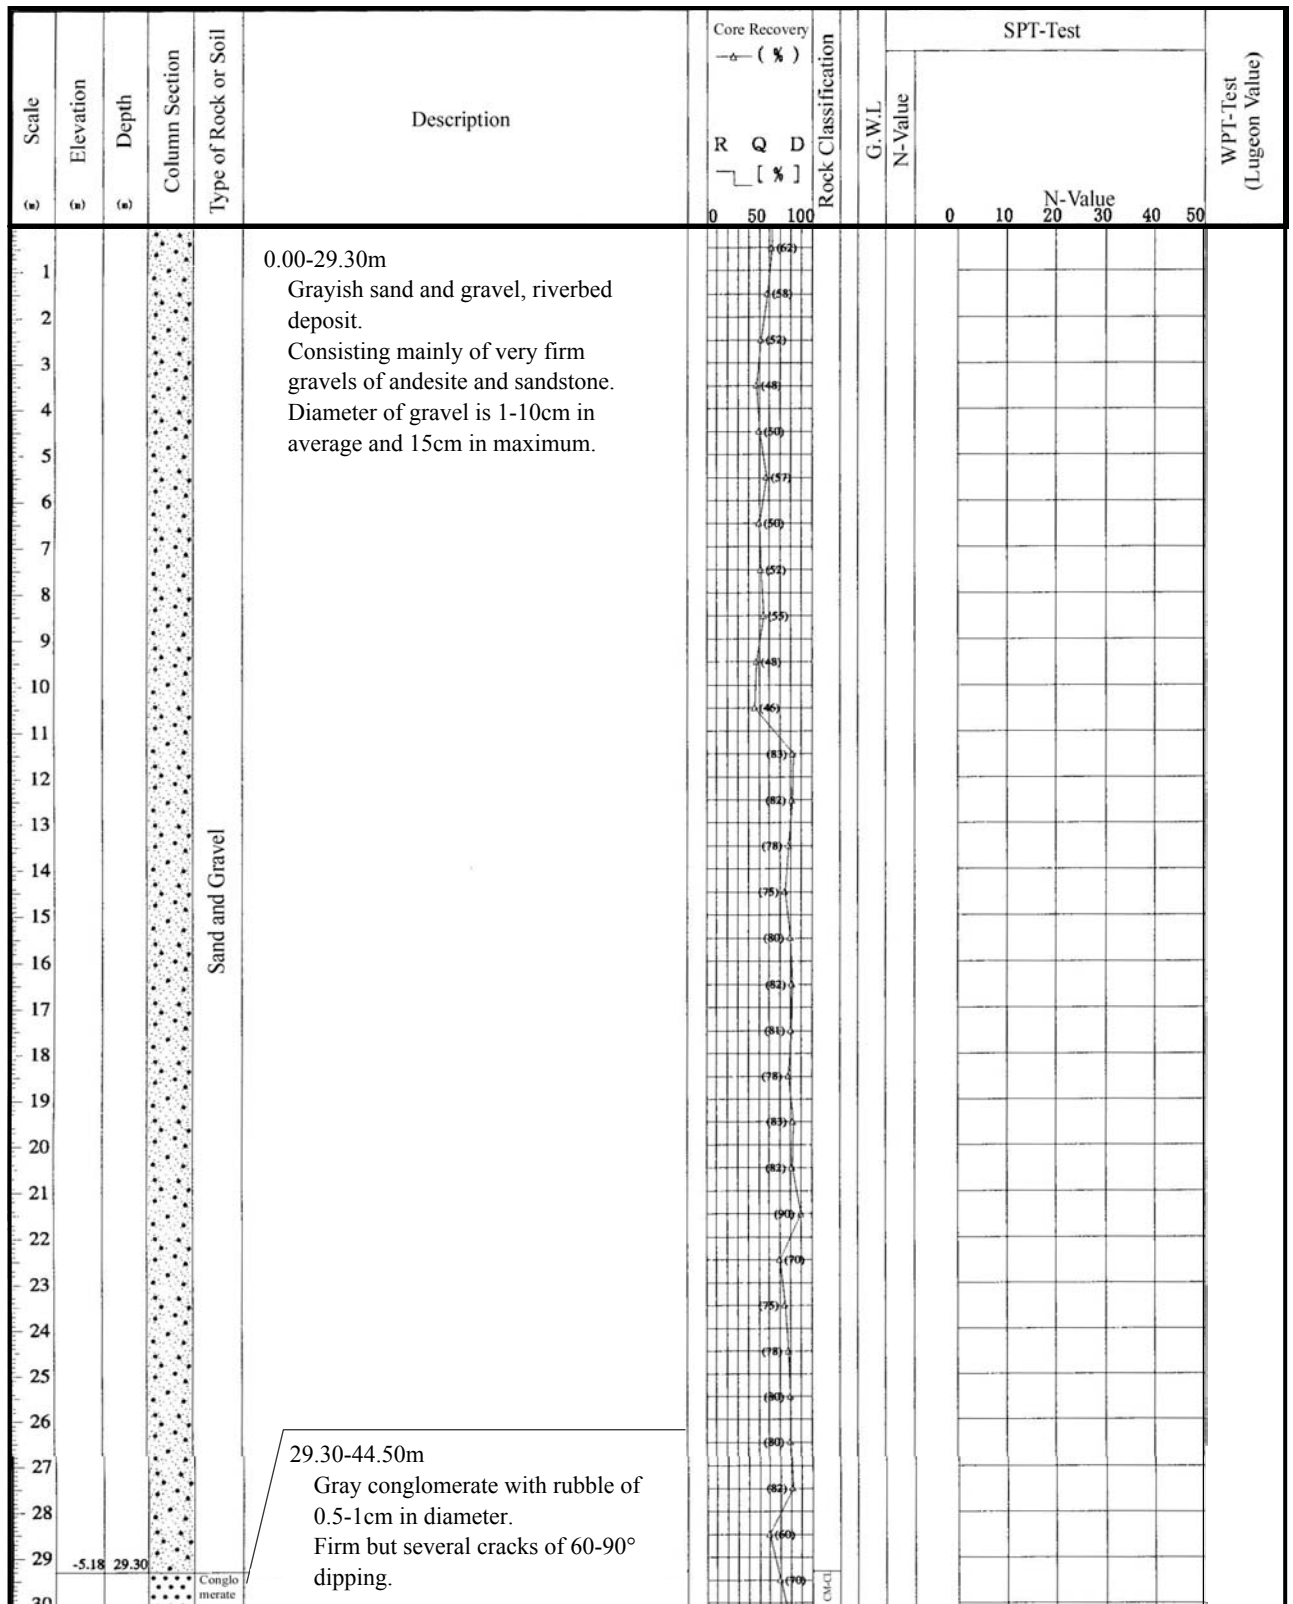 Scale
(m)
Elevation
(m)
Depth
(m)
Column Section
Type of Rock or Soil
Description
Core Recovery
( % )
R Q D
[ % ]
0 50 100
Rock Classification
G.W.L
SPT-Test
N-Value
N-Value
0 10 20 30 40 50
WPT-Test
(Lugeon Value)
0.00-29.30m
Grayish sand and gravel, riverbed
deposit.
Consisting mainly of very firm
gravels of andesite and sandstone.
Diameter of gravel is 1-10cm in
average and 15cm in maximum.
(62)
1
(58)
2
(52)
3
(48)
4
(50)
5
(57)
6
(50)
7
(52)
8
(55)
9
(48)
10
(46)
11
(83)
12
(82)
13
(78)
14
(75)
Sand and Gravel
15
(80)
16
(82)
17
(81)
18
(78)
19
(83)
20
(82)
21
(90)
22
(70)
23
(75)
24
(78)
25
(80)
26
(80)
27
(82)
28
(60)
29
-5.18 29.30
(70)
29.30-44.50m
Gray conglomerate with rubble of
0.5-1cm in diameter.
Firm but several cracks of 60-90°
dipping.
Conglo
merate
CM-CL
30